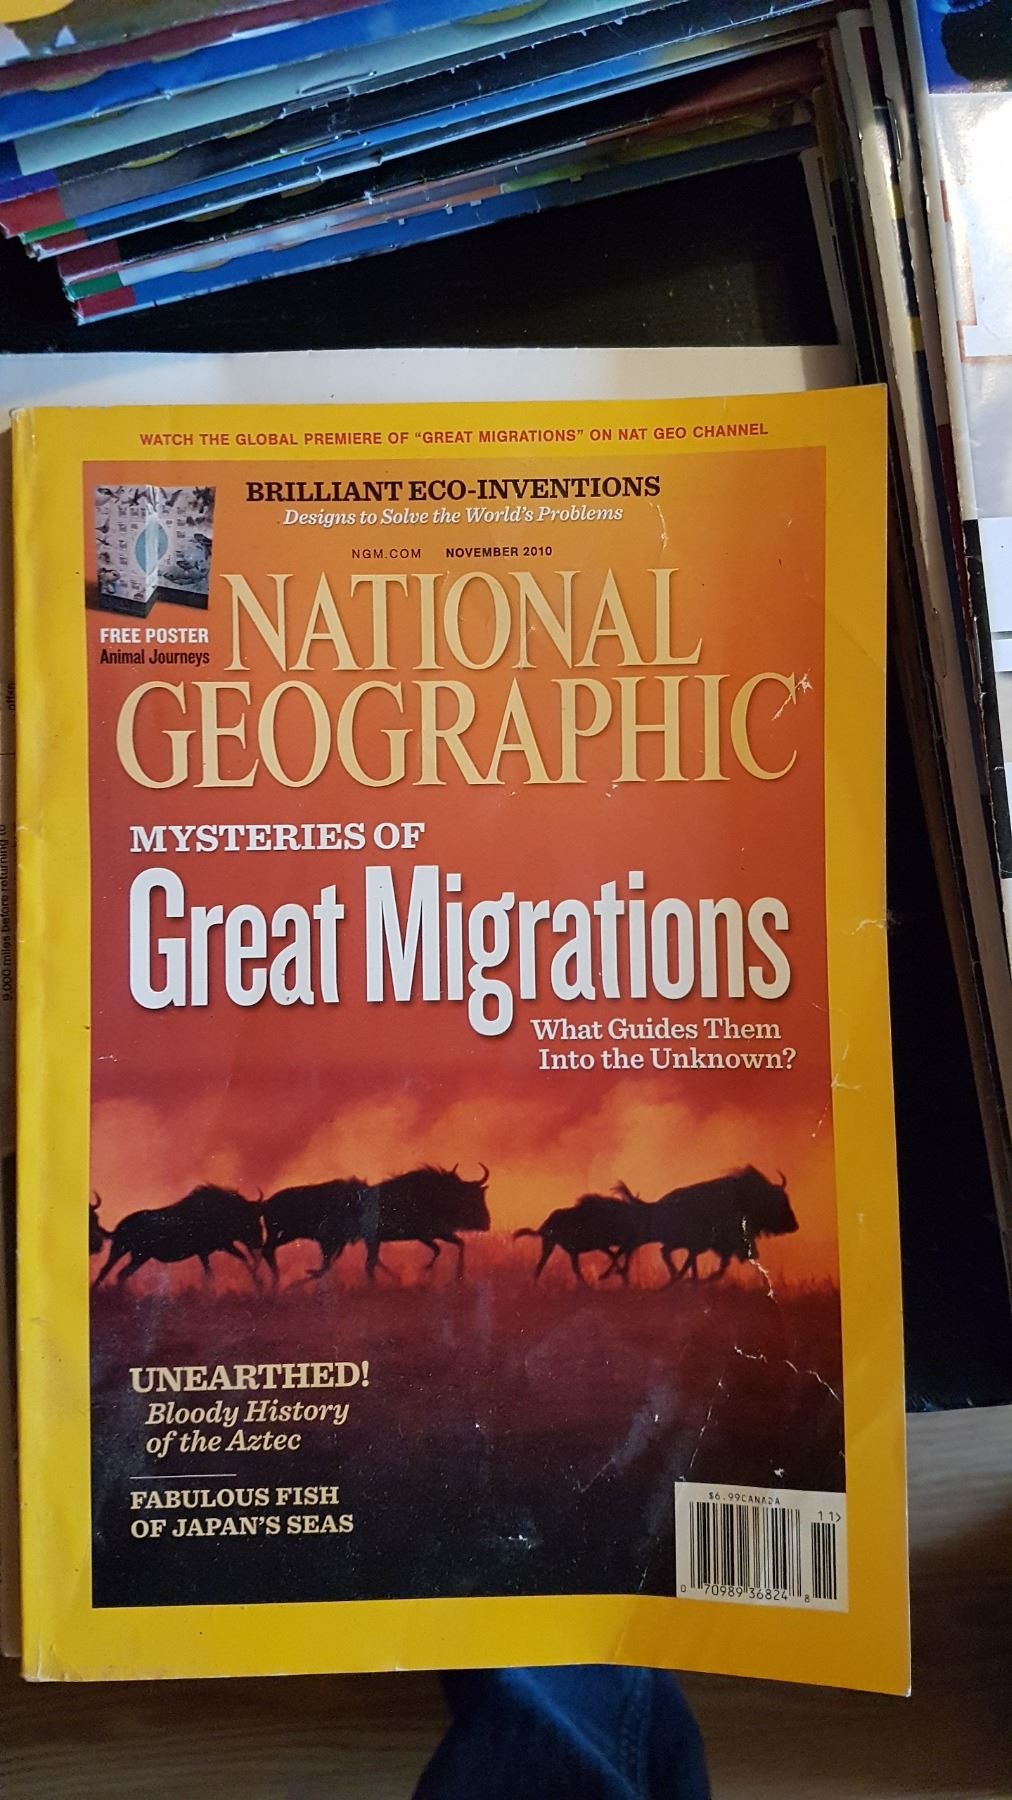 WATCH THE GLOBAL PREMIERE OF "GREAT MIGRATIONS" ON NAT GEO CHANNEL
BRILLIANT ECO-INVENTIONS
Designs to Solve the World's Problems
NGM.COM NOVEMBER 2010
FREE POSTER
Animal Journeys
NATIONAL
GEOGRAPHIC
MYSTERIES OF
Great Migrations
What Guides Them
Into the Unknown?
UNEARTHED!
Bloody History
of the Aztec
FABULOUS FISH
OF JAPAN'S SEAS
$6.99CANADA
11>
0 70989 36824 8
9,000 miles before returning to